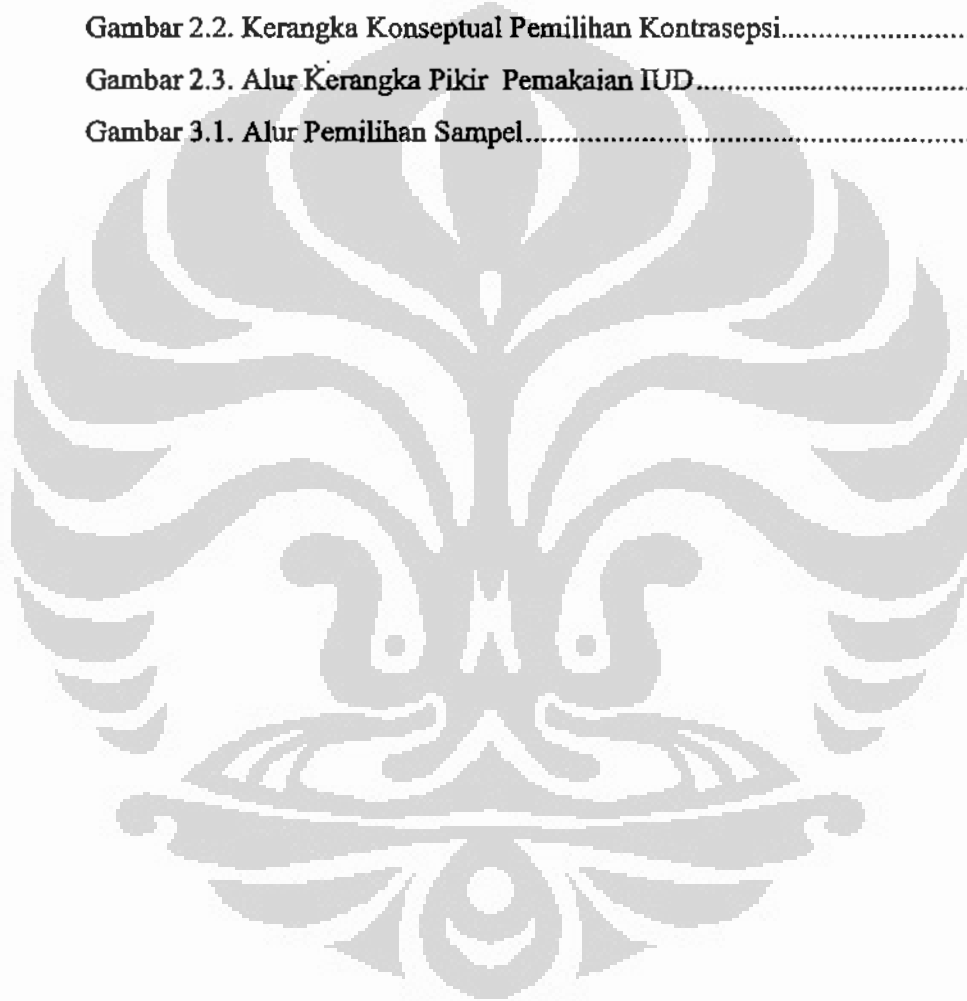 Gambar 2.2. Kerangka Konseptual Pemilihan Kontrasepsi.......................
Gambar 2.3. Alur Kerangka Pikir Pemakaian IUD..................................
Gambar 3.1. Alur Pemilihan Sampel.......................................................